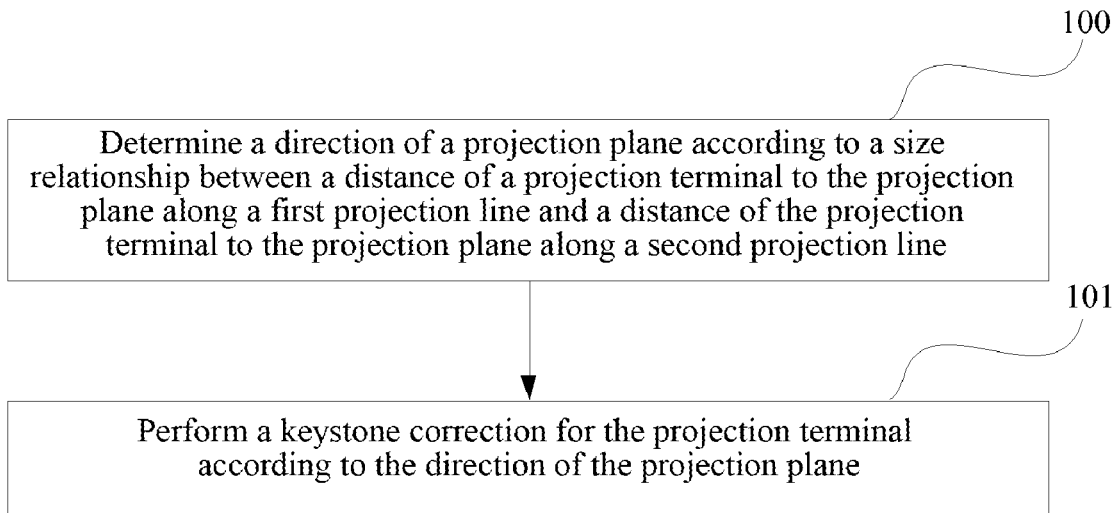 100
Determine a direction of a projection plane according to a size
relationship between a distance of a projection terminal to the projection
plane along a first projection line and a distance of the projection
terminal to the projection plane along a second projection line
101
Perform a keystone correction for the projection terminal
according to the direction of the projection plane